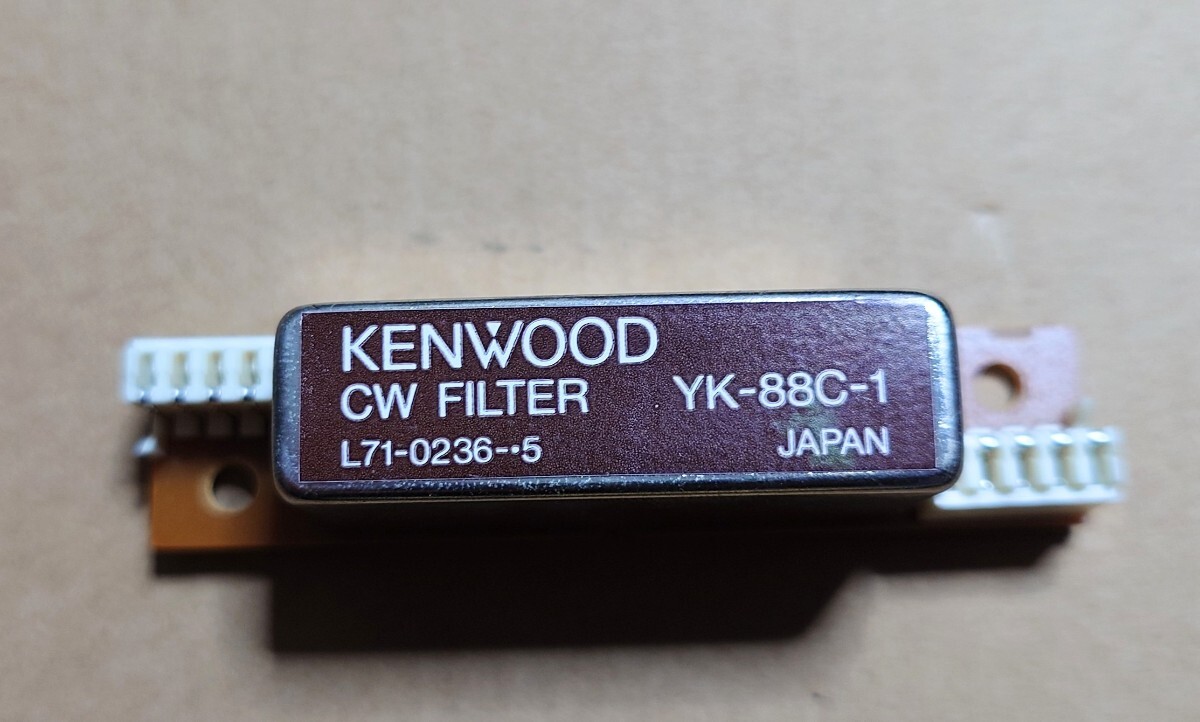 KENWOOD
CW FILTER YK-88C-1
L71-0236-·5 JAPAN